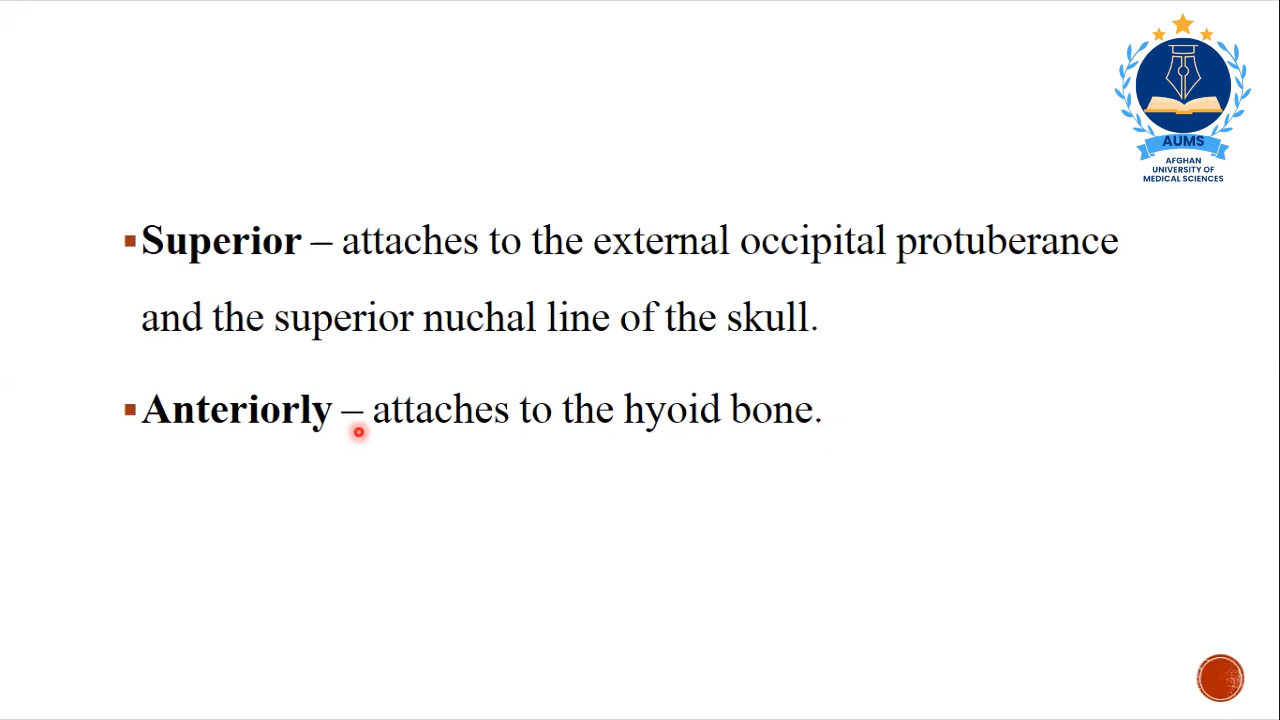 AUMS
AFGHAN
UNIVERSITY OF
MEDICAL SCIENCES
Superior – attaches to the external occipital protuberance
and the superior nuchal line of the skull.
Anteriorly – attaches to the hyoid bone.